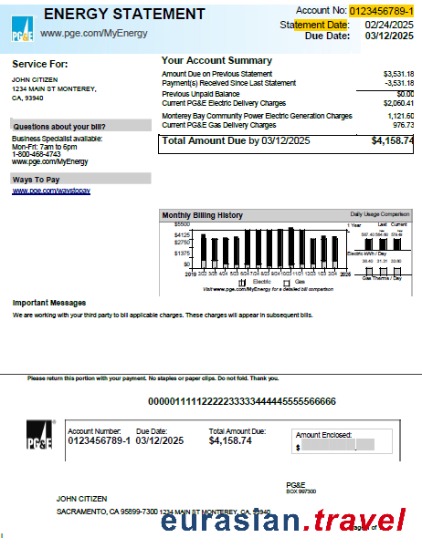 ENERGY STATEMENT
www.pge.com/MyEnergy
PG&E
Account No: 0123456789-1
Statement Date: 02/24/2025
Due Date: 03/12/2025
Service For:
JOHN CITIZEN
1234 MAIN ST MONTEREY,
CA, 93940
Questions about your bill?
Business Specialist available:
Mon-Fri: 7am to 6pm
1-800-468-4743
www.pge.com/MyEnergy
Ways To Pay
www.pge.com/waystopay
Your Account Summary
Amount Due on Previous Statement $3,531.18
Payment(s) Received Since Last Statement -3,531.18
Previous Unpaid Balance $0.00
Current PG&E Electric Delivery Charges $2,060.41
Monterey Bay Community Power Electric Generation Charges 1,121.60
Current PG&E Gas Delivery Charges 976.73
Total Amount Due by 03/12/2025 $4,158.74
Monthly Billing History
Daily Usage Comparison
$5500
$4125
$2750
$1375
$0
1 Year
Last
Current
Electric kWh / Day
Gas Therms / Day
Electric
Gas
Visit www.pge.com/MyEnergy for a detailed bill comparison
Important Messages
We are working with your third party to bill applicable charges. These charges will appear in subsequent bills.
Please return this portion with your payment. No staples or paper clips. Do not fold. Thank you.
PG&E
Account Number: Due Date: Total Amount Due:
0123456789-1 03/12/2025 $4,158.74
Amount Enclosed:
$
PG&E
BOX 997300
JOHN CITIZEN
SACRAMENTO, CA 95899-7300 1234 MAIN ST MONTEREY, CA, 93940
eurasian.travel